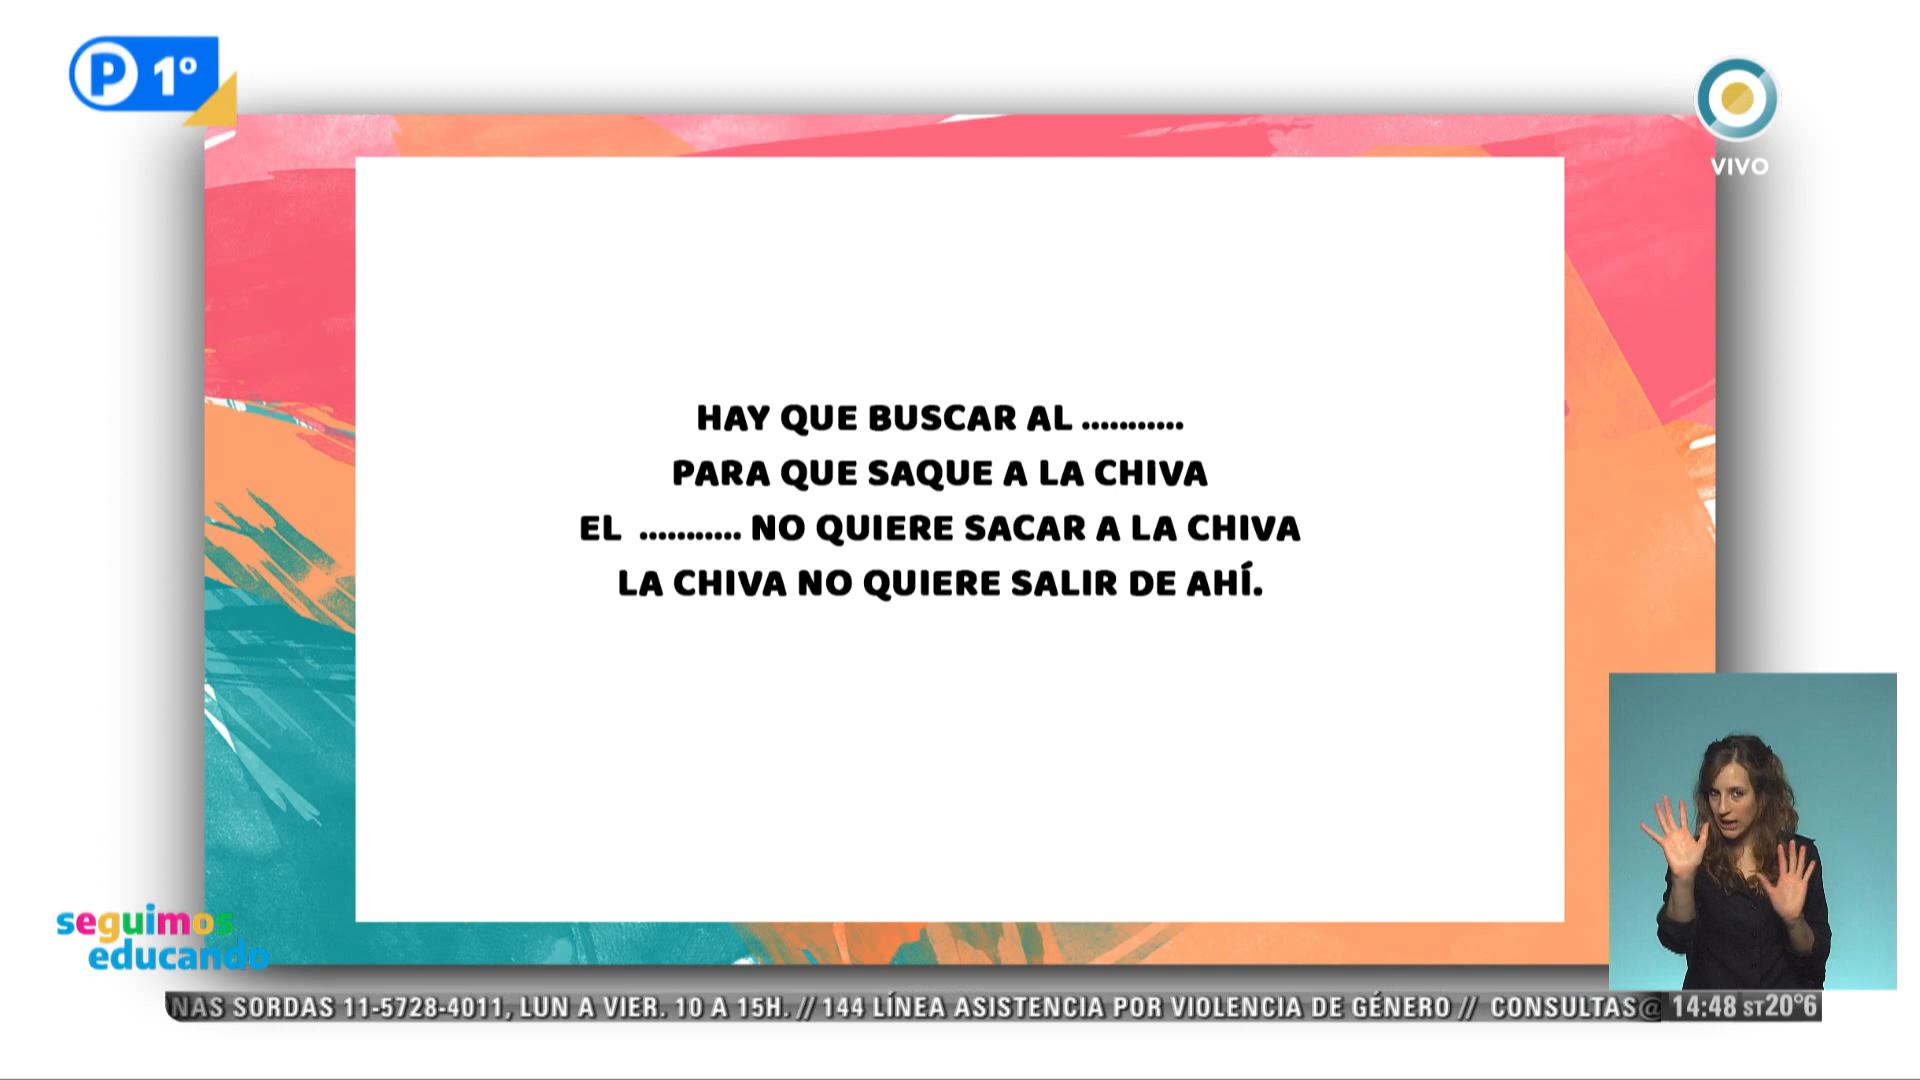 P 1º
VIVO
HAY QUE BUSCAR AL ...........
PARA QUE SAQUE A LA CHIVA
EL ........... NO QUIERE SACAR A LA CHIVA
LA CHIVA NO QUIERE SALIR DE AHÍ.
seguimos
educando
NAS SORDAS 11-5728-4011, LUN A VIER. 10 A 15H. // 144 LÍNEA ASISTENCIA POR VIOLENCIA DE GÉNERO // CONSULTAS@ 14:48 ST20°6